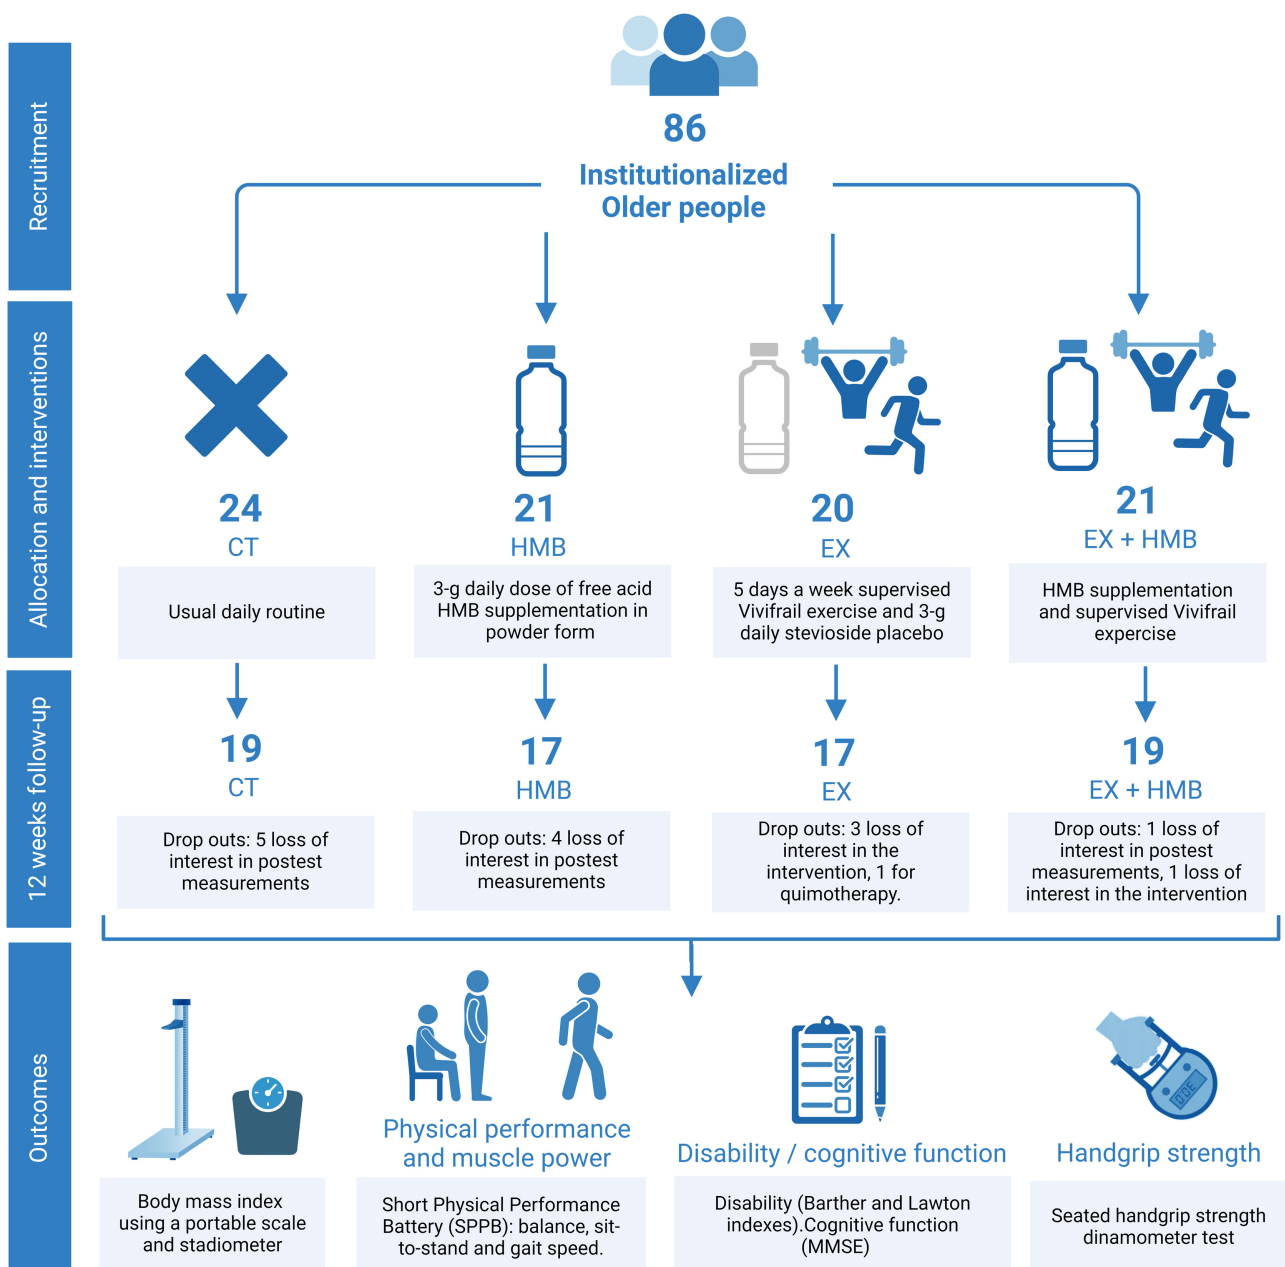 Recruitment
86
Institutionalized
Older people
Allocation and interventions
24
CT
Usual daily routine
21
HMB
3-g daily dose of free acid
HMB supplementation in
powder form
20
EX
5 days a week supervised
Vivifrail exercise and 3-g
daily stevioside placebo
21
EX + HMB
HMB supplementation
and supervised Vivifrail
expercise
12 weeks follow-up
19
CT
Drop outs: 5 loss of
interest in postest
measurements
17
HMB
Drop outs: 4 loss of
interest in postest
measurements
17
EX
Drop outs: 3 loss of
interest in the
intervention, 1 for
quimotherapy.
19
EX + HMB
Drop outs: 1 loss of
interest in postest
measurements, 1 loss of
interest in the intervention
Outcomes
Body mass index
using a portable scale
and stadiometer
Physical performance
and muscle power
Short Physical Performance
Battery (SPPB): balance, sit-
to-stand and gait speed.
Disability / cognitive function
Disability (Barther and Lawton
indexes).Cognitive function
(MMSE)
Handgrip strength
Seated handgrip strength
dinamometer test